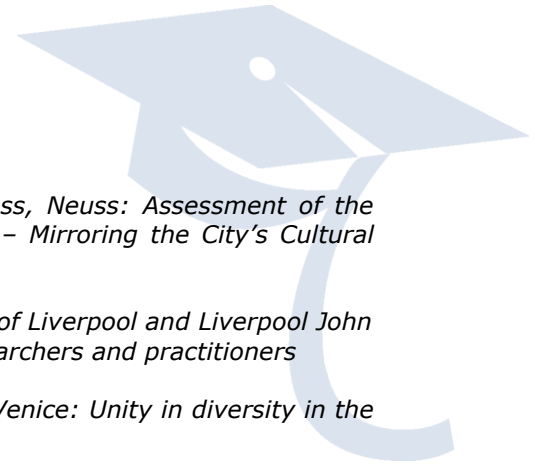 ss, Neuss: Assessment of the
– Mirroring the City's Cultural
of Liverpool and Liverpool John
archers and practitioners
Venice: Unity in diversity in the